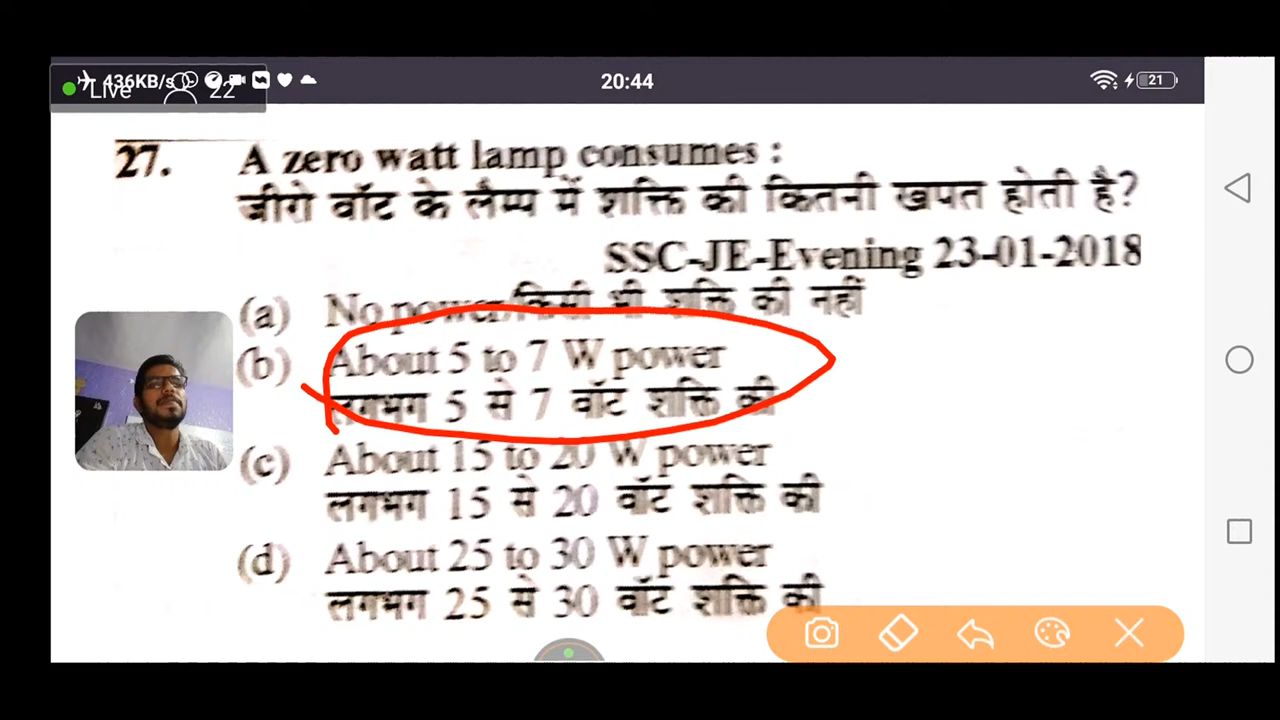 436KB/s
Live 22
20:44
21
27. A zero watt lamp consumes :
जीरो वॉट के लैम्प में शक्ति की कितनी खपत होती है?
SSC-JE-Evening 23-01-2018
(a) No power/किसी भी शक्ति की नहीं
(b) About 5 to 7 W power
लगभग 5 से 7 वॉट शक्ति की
(c) About 15 to 20 W power
लगभग 15 से 20 वॉट शक्ति की
(d) About 25 to 30 W power
लगभग 25 से 30 वॉट शक्ति की